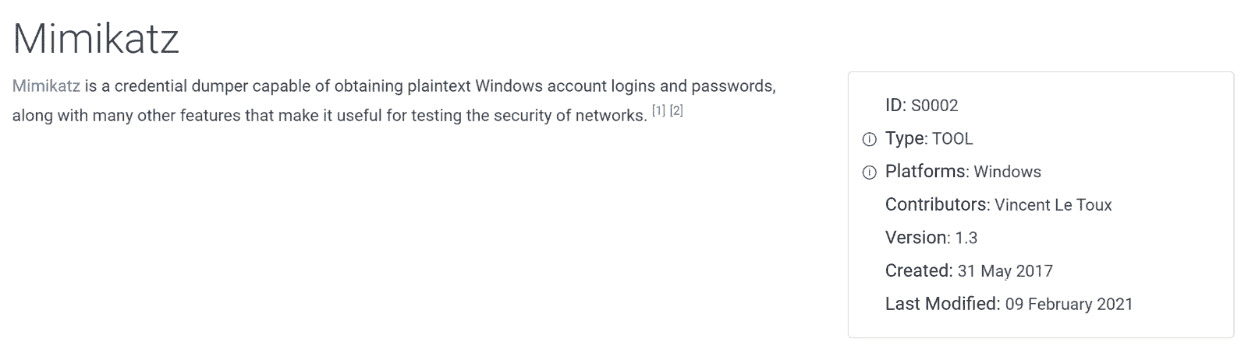 Mimikatz
Mimikatz is a credential dumper capable of obtaining plaintext Windows account logins and passwords,
along with many other features that make it useful for testing the security of networks. [1] [2]
ID: S0002
Type: TOOL
Platforms: Windows
Contributors: Vincent Le Toux
Version: 1.3
Created: 31 May 2017
Last Modified: 09 February 2021